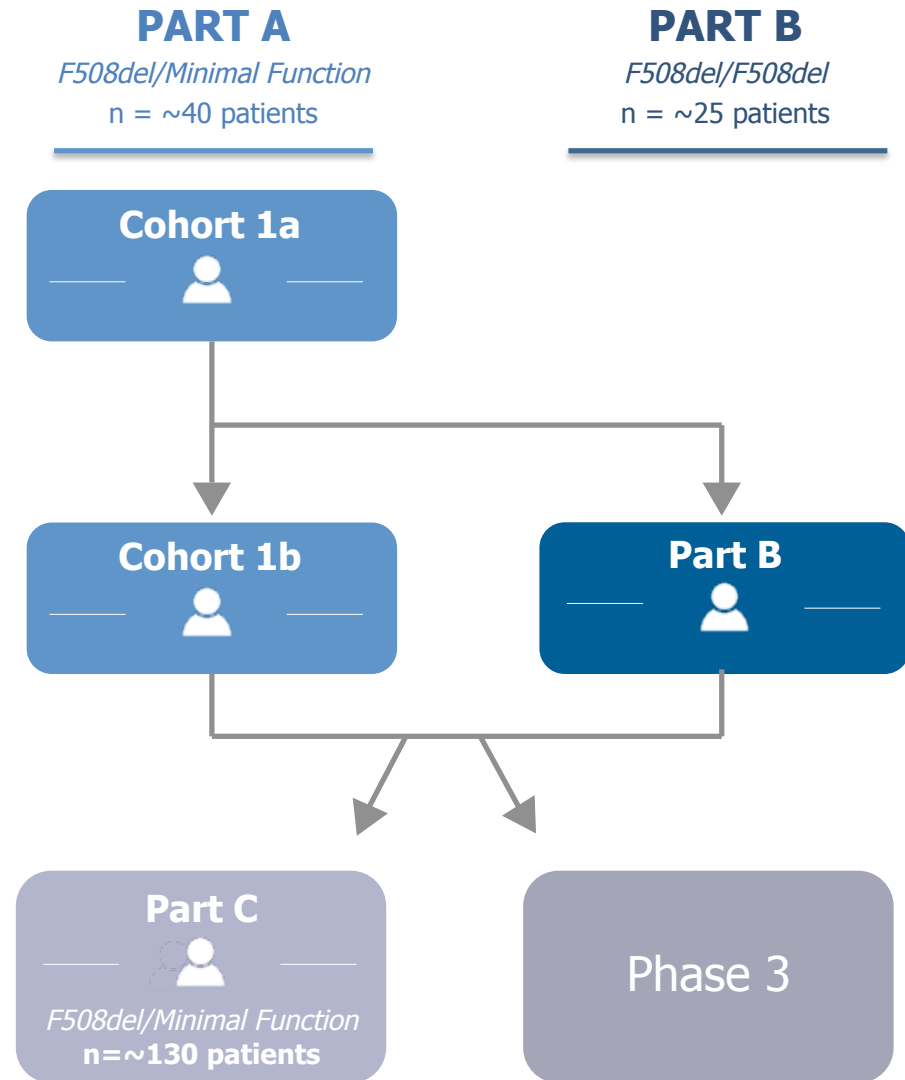 PART A
F508del/Minimal Function
n = ~40 patients
PART B
F508del/F508del
n = ~25 patients
Cohort 1a
Cohort 1b
Part B
Part C
F508del/Minimal Function
n=~130 patients
Phase 3